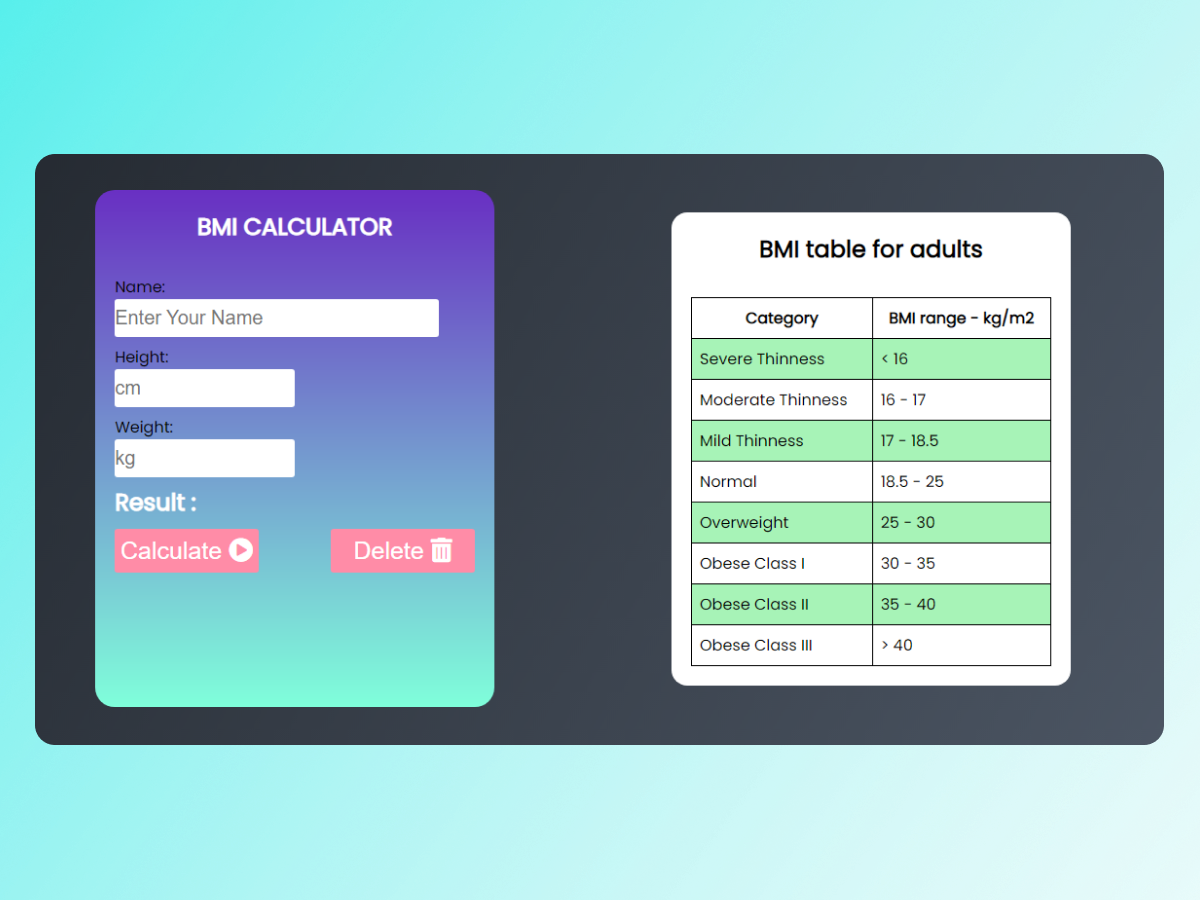 BMI CALCULATOR
Name:
Enter Your Name
Height:
cm
Weight:
kg
Result :
Calculate
Delete
BMI table for adults
Category BMI range - kg/m2
Severe Thinness < 16
Moderate Thinness 16 - 17
Mild Thinness 17 - 18.5
Normal 18.5 - 25
Overweight 25 - 30
Obese Class I 30 - 35
Obese Class II 35 - 40
Obese Class III > 40